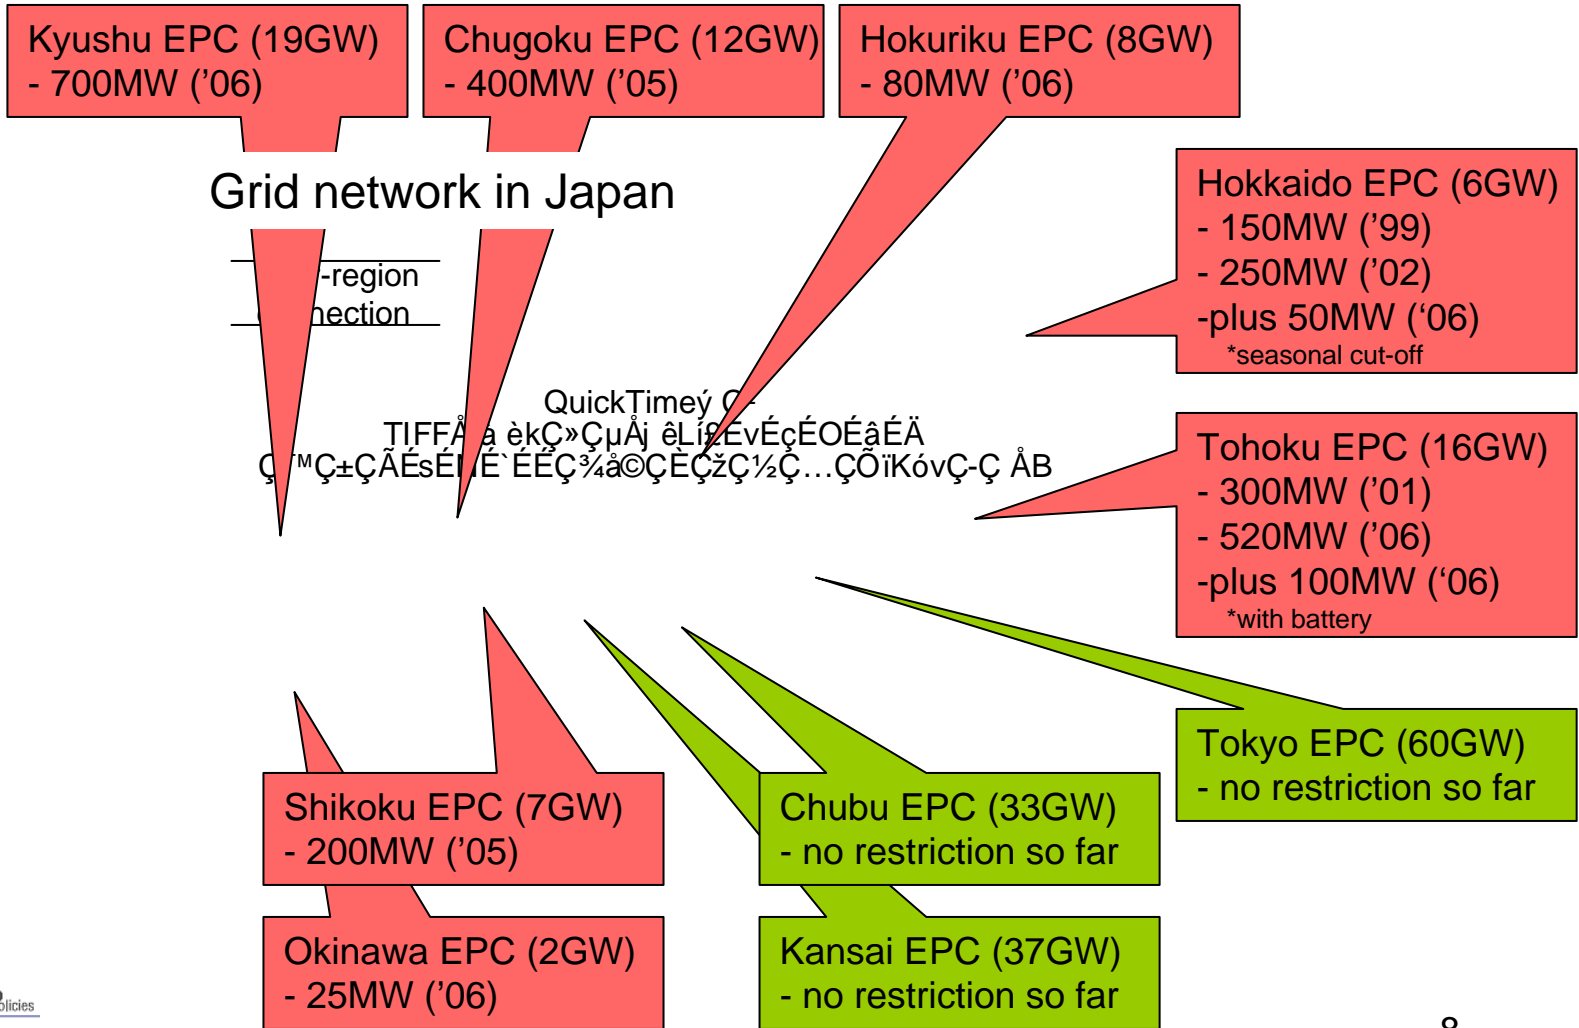 Kyushu EPC (19GW)
- 700MW ('06)
Chugoku EPC (12GW)
- 400MW ('05)
Hokuriku EPC (8GW)
- 80MW ('06)
Grid network in Japan
-region
Hokkaido EPC (6GW)
- 150MW ('99)
- 250MW ('02)
-plus 50MW ('06)
*seasonal cut-off
QuickTimeý
Tohoku EPC (16GW)
- 300MW ('01)
- 520MW ('06)
-plus 100MW ('06)
*with battery
Tokyo EPC (60GW)
- no restriction so far
Shikoku EPC (7GW)
- 200MW ('05)
Chubu EPC (33GW)
- no restriction so far
Okinawa EPC (2GW)
- 25MW ('06)
Kansai EPC (37GW)
- no restriction so far